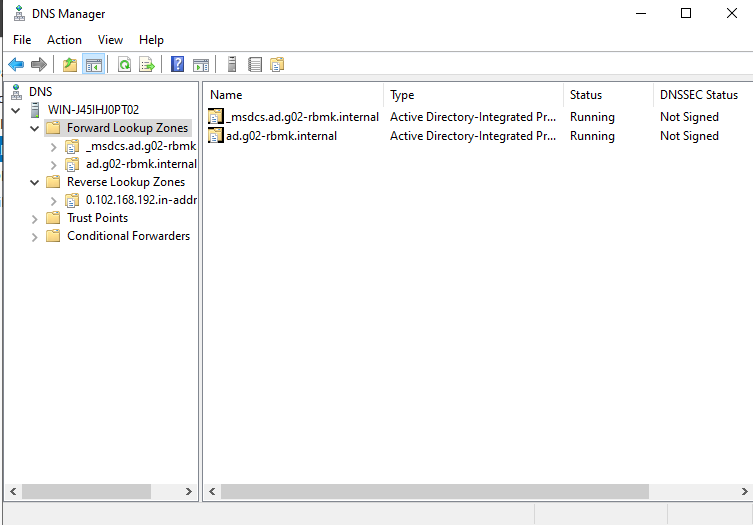 DNS Manager
File Action View Help
DNS
WIN-J45IHJ0PT02
Forward Lookup Zones
_msdcs.ad.g02-rbmk
ad.g02-rbmk.internal
Reverse Lookup Zones
0.102.168.192.in-addr
Trust Points
Conditional Forwarders
Name Type Status DNSSEC Status
_msdcs.ad.g02-rbmk.internal Active Directory-Integrated Pr... Running Not Signed
ad.g02-rbmk.internal Active Directory-Integrated Pr... Running Not Signed